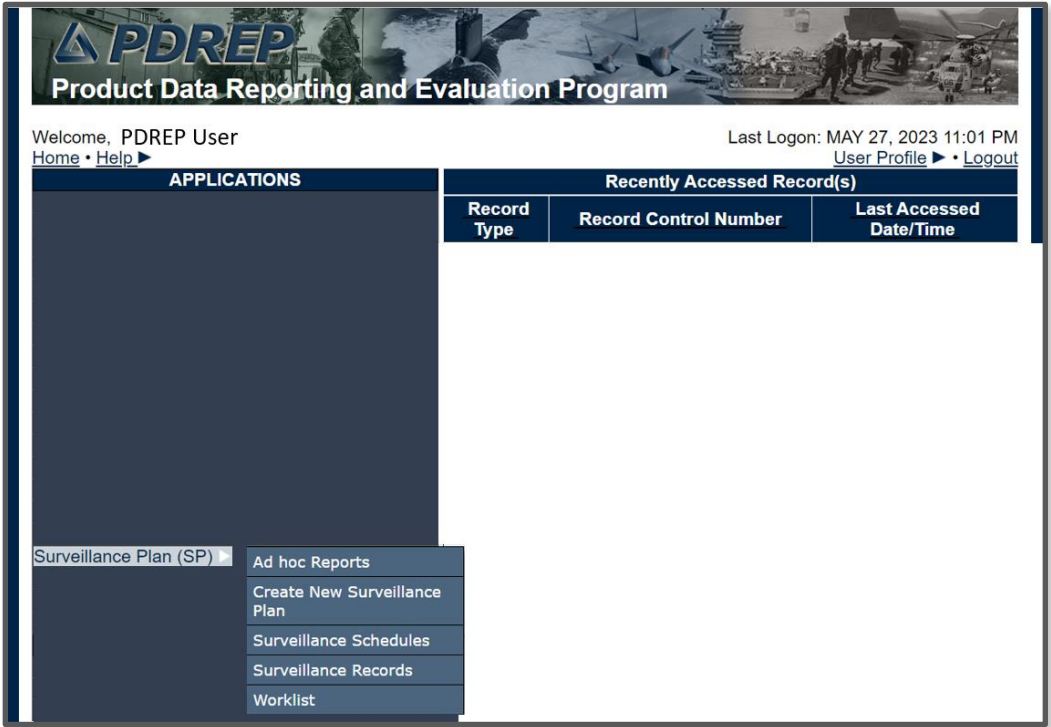 PDREP
Product Data Reporting and Evaluation Program
Welcome, PDREP User
Last Logon: MAY 27, 2023 11:01 PM
Home • Help ►
User Profile ► • Logout
APPLICATIONS
Recently Accessed Record(s)
Record
Type
Record Control Number
Last Accessed
Date/Time
Surveillance Plan (SP)
Ad hoc Reports
Create New Surveillance
Plan
Surveillance Schedules
Surveillance Records
Worklist